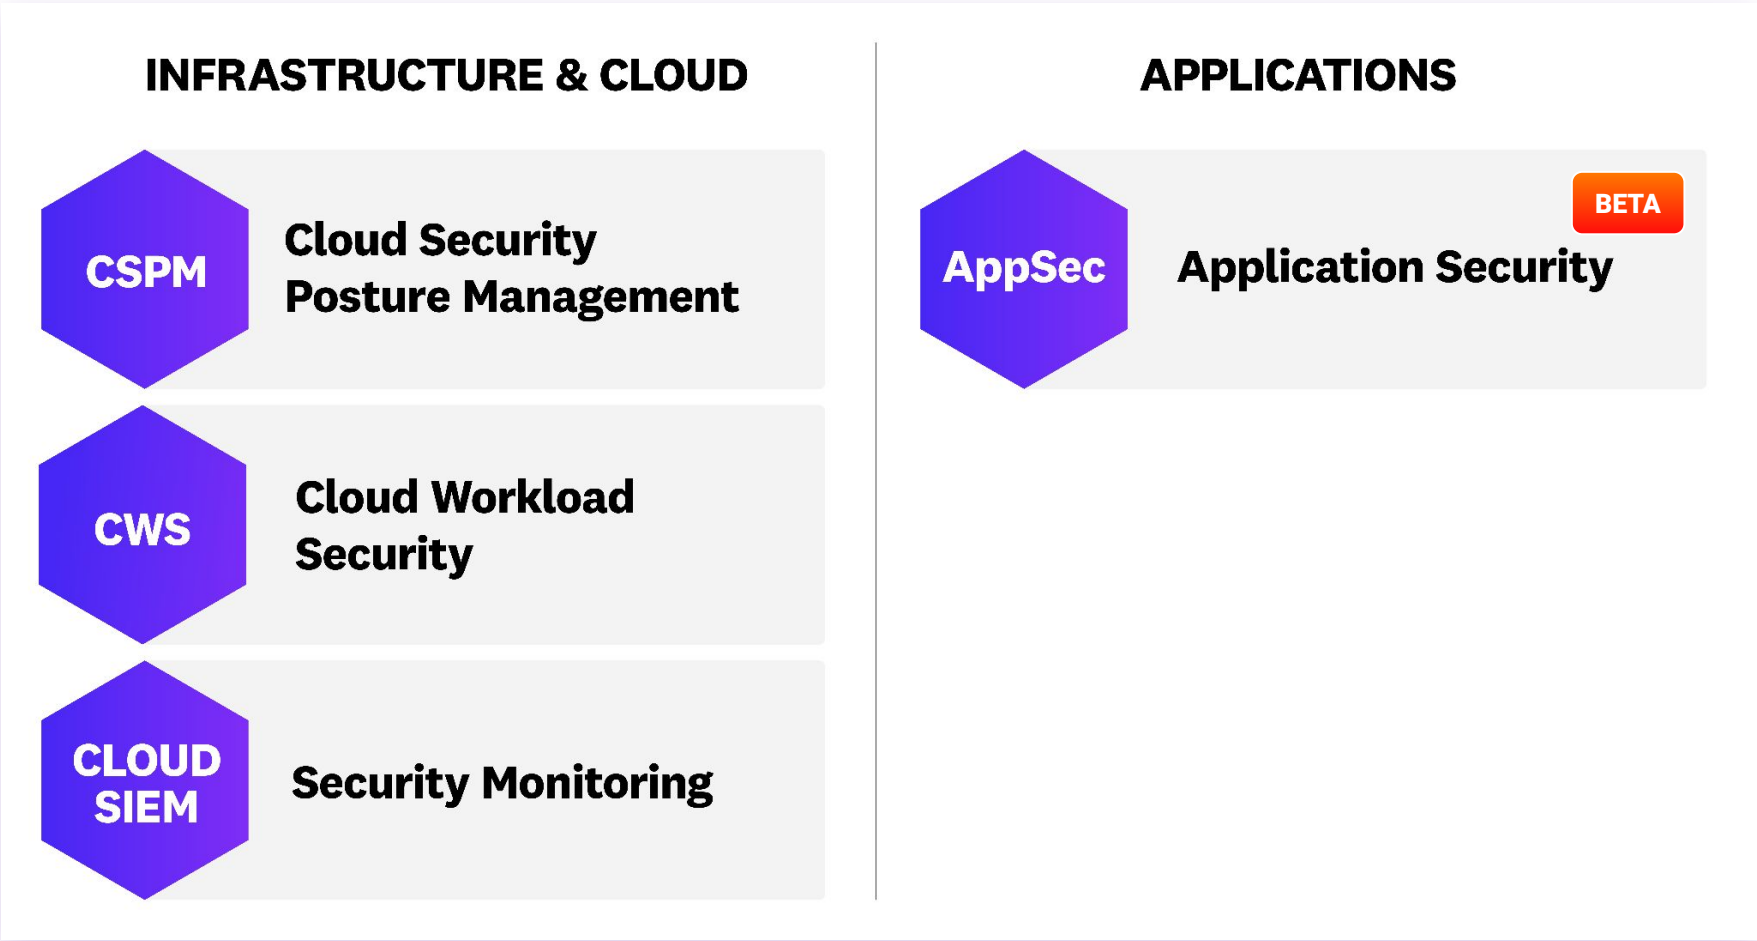 INFRASTRUCTURE & CLOUD
CSPM
Cloud Security
Posture Management
CWS
Cloud Workload
Security
CLOUD
SIEM
Security Monitoring
APPLICATIONS
AppSec
BETA
Application Security